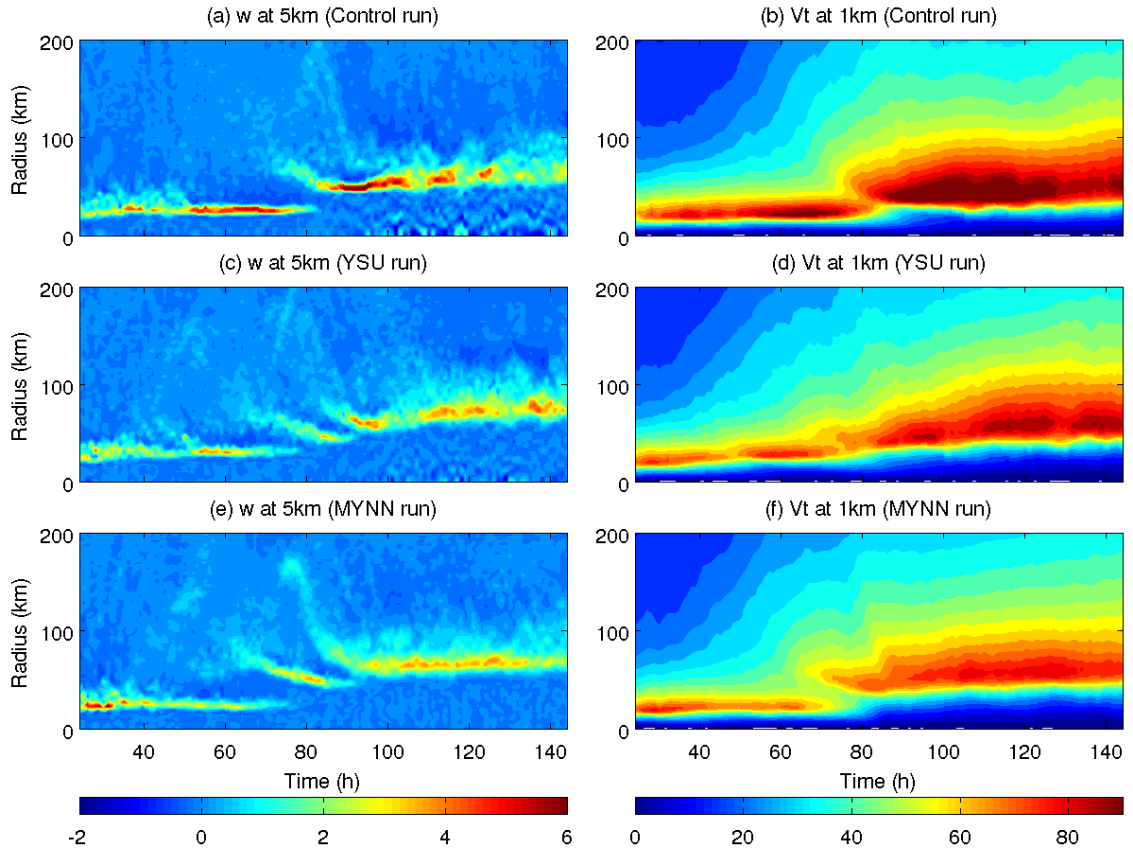 (a) w at 5km (Control run) (b) Vt at 1km (Control run)
200 200
Radius (km)
100 100
0 0
(c) w at 5km (YSU run) (d) Vt at 1km (YSU run)
200 200
Radius (km)
100 100
0 0
(e) w at 5km (MYNN run) (f) Vt at 1km (MYNN run)
200 200
Radius (km)
100 100
0 0
40 60 80 100 120 140 40 60 80 100 120 140
Time (h) Time (h)
-2 0 2 4 6 0 20 40 60 80